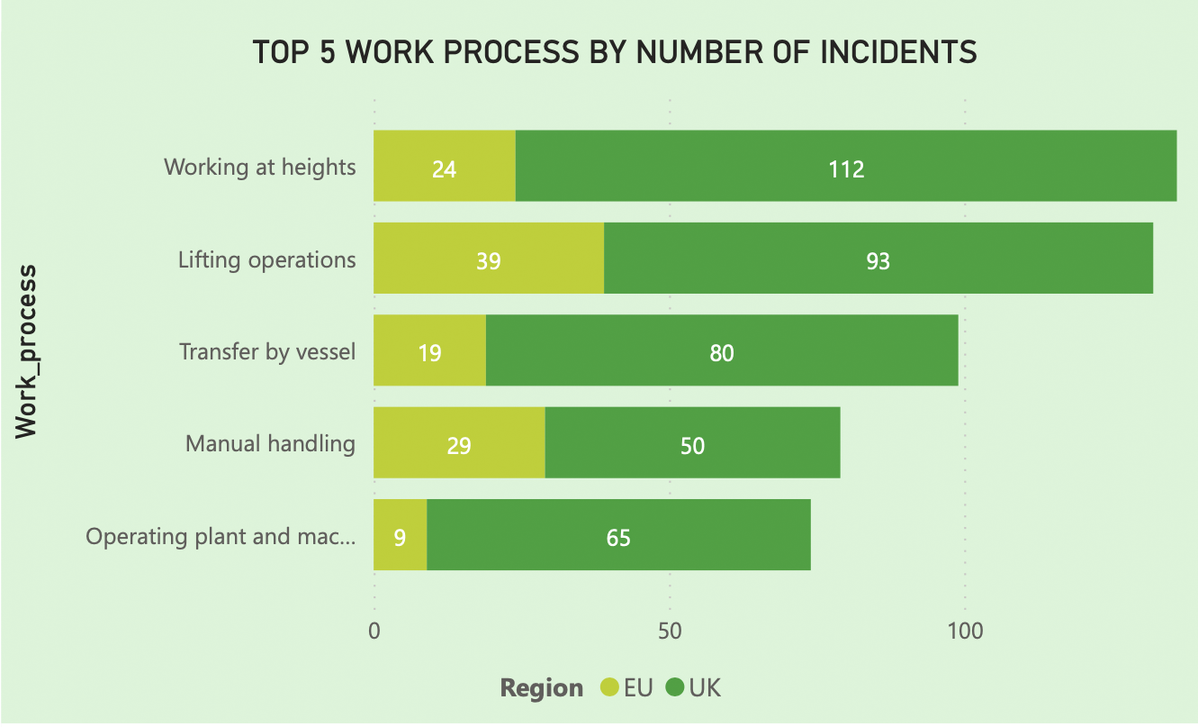 TOP 5 WORK PROCESS BY NUMBER OF INCIDENTS
Work_process
Working at heights
24
112
Lifting operations
39
93
Transfer by vessel
19
80
Manual handling
29
50
Operating plant and mac...
9
65
0
50
100
Region EU UK